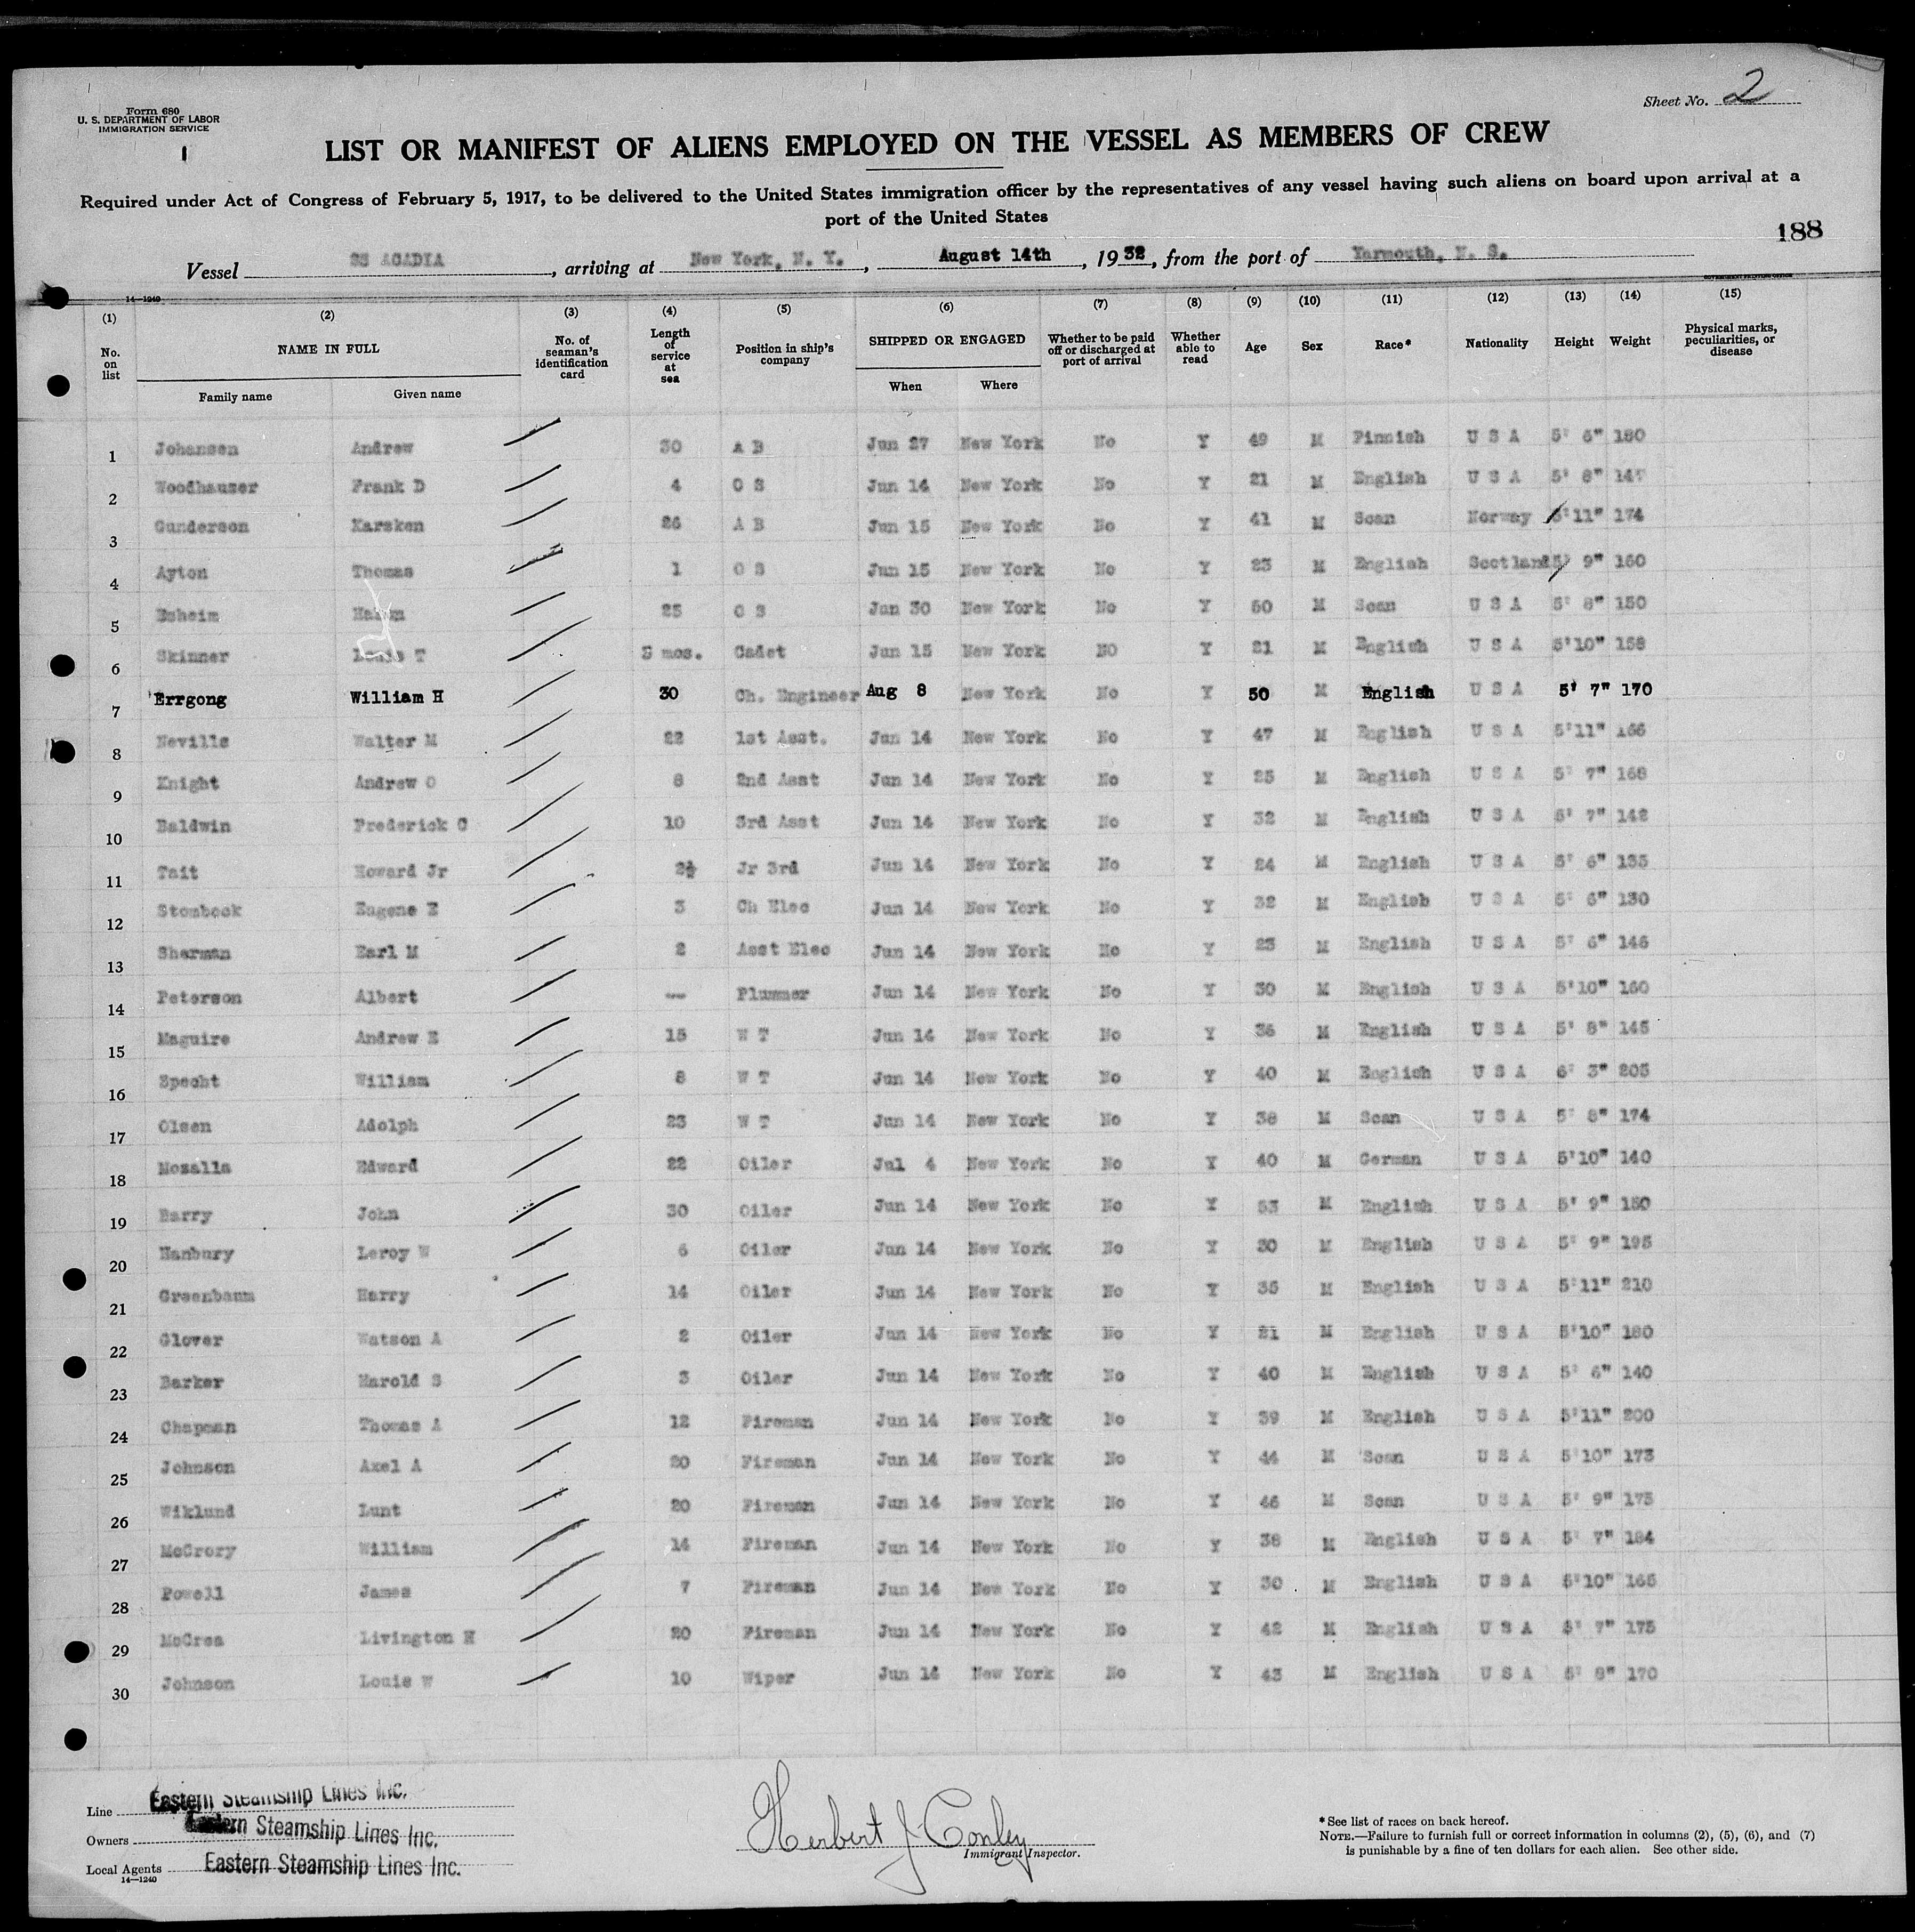 Form 680
U. S. DEPARTMENT OF LABOR
IMMIGRATION SERVICE
1
Sheet No. 2
LIST OR MANIFEST OF ALIENS EMPLOYED ON THE VESSEL AS MEMBERS OF CREW
Required under Act of Congress of February 5, 1917, to be delivered to the United States immigration officer by the representatives of any vessel having such aliens on board upon arrival at a
port of the United States
188
Vessel SS ACADIA, arriving at New York, N. Y., August 14th, 1932, from the port of Yarmouth, N. S.
14—1240
GOVERNMENT PRINTING OFFICE
(1) (2) (3) (4) (5) (6) (7) (8) (9) (10) (11) (12) (13) (14) (15)
No. on list NAME IN FULL No. of seaman's identification card Length of service at sea Position in ship's company SHIPPED OR ENGAGED Whether to be paid off or discharged at port of arrival Whether able to read Age Sex Race* Nationality Height Weight Physical marks, peculiarities, or disease
Family name Given name When Where
1 Johansen Andrew 30 A B Jun 27 New York No Y 49 M Finnish U S A 5' 6" 180
2 Woodhauser Frank D 4 O S Jun 14 New York No Y 21 M English U S A 5' 8"
3 Gunderson Karsken 26 A B Jun 15 New York No Y 41 M Scan Norway 5'11" 174
4 Ayton Thomas 1 O S Jun 15 New York No Y 23 M English Scotland 5' 9" 160
5 Esheim 25 O S Jun 30 New York No Y 50 M Scan U S A 5' 8" 150
6 Skinner Louis T 3 mos. Cadet Jun 15 New York NO Y 21 M English U S A 5'10" 158
7 Errgong William H 30 Ch. Engineer Aug 8 New York No Y 50 M English U S A 5' 7" 170
8 Neville Walter M 22 1st Asst. Jun 14 New York No Y 47 M English U S A 5'11" 166
9 Knight Andrew O 8 2nd Asst Jun 14 New York No Y 25 M English U S A 5' 7" 168
10 Baldwin Frederick C 10 3rd Asst Jun 14 New York No Y 32 M English U S A 5' 7" 142
11 Tait Howard Jr 2½ Jr 3rd Jun 14 New York No Y 24 M English U S A 5' 6" 135
12 Stombock Eugene E 3 Ch Elec Jun 14 New York No Y 32 M English U S A 5' 6" 130
13 Sherman Earl M 2 Asst Elec Jun 14 New York No Y 23 M English U S A 5' 6" 146
14 Peterson Albert -- Plummer Jun 14 New York No Y 30 M English U S A 5'10" 160
15 Maguire Andrew E 15 W T Jun 14 New York No Y 36 M English U S A 5' 8" 145
16 Specht William 8 W T Jun 14 New York No Y 40 M English U S A 6' 3" 205
17 Olsen Adolph 23 W T Jun 14 New York No Y 38 M Scan U S A 5' 8" 174
18 Mozalla Edward 22 Oiler Jul 4 New York No Y 40 M German U S A 5'10" 140
19 Barry John 30 Oiler Jun 14 New York No Y 53 M English U S A 5' 9" 150
20 Hanbury Leroy W 6 Oiler Jun 14 New York No Y 30 M English U S A 5' 9" 195
21 Greenbaum Harry 14 Oiler Jun 14 New York No Y 35 M English U S A 5'11" 210
22 Glover Watson A 2 Oiler Jun 14 New York No Y 21 M English U S A 5'10" 180
23 Barker Harold S 3 Oiler Jun 14 New York No Y 40 M English U S A 5' 6" 140
24 Chapman Thomas A 12 Fireman Jun 14 New York No Y 39 M English U S A 5'11" 200
25 Johnson Axel A 20 Fireman Jun 14 New York No Y 44 M Scan U S A 5'10" 173
26 Wiklund Lunt 20 Fireman Jun 14 New York No Y 46 M Scan U S A 5' 9" 175
27 McCrory William 14 Fireman Jun 14 New York No Y 38 M English U S A 5' 7" 184
28 Powell James 7 Fireman Jun 14 New York No Y 30 M English U S A 5'10" 165
29 McCrea Livington H 20 Fireman Jun 14 New York No Y 42 M English U S A 5' 7" 175
30 Johnson Louis W 10 Wiper Jun 14 New York No Y 43 M English U S A 5' 8" 170
Line Eastern Steamship Lines Inc.
Owners Eastern Steamship Lines Inc.
Local Agents Eastern Steamship Lines Inc.
14—1240
Herbert J Conley
Immigrant Inspector.
*See list of races on back hereof.
NOTE.—Failure to furnish full or correct information in columns (2), (5), (6), and (7)
is punishable by a fine of ten dollars for each alien. See other side.